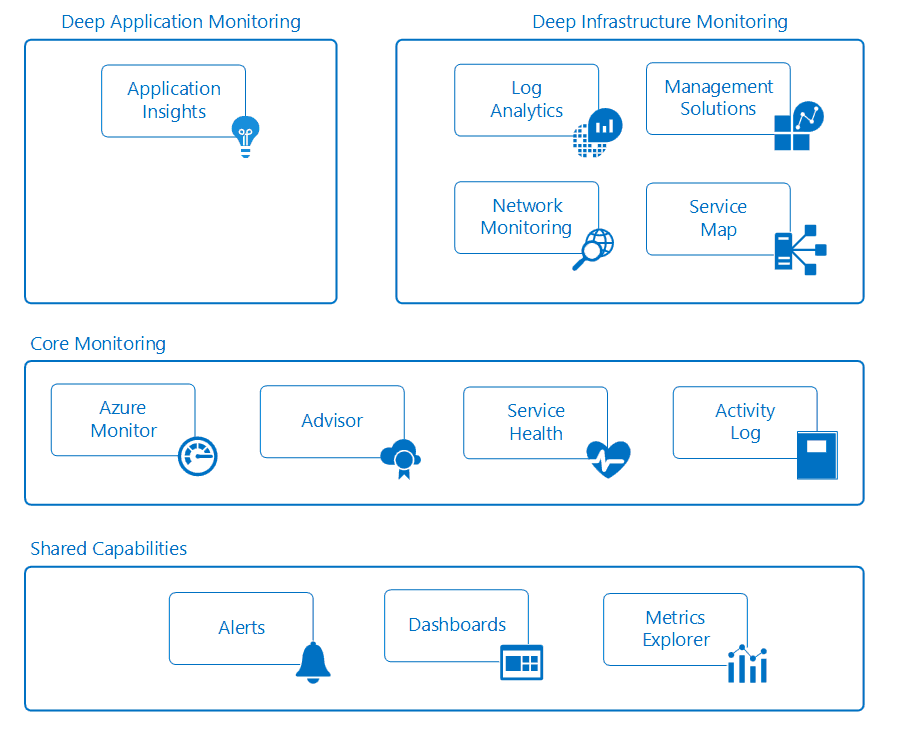 Deep Application Monitoring
Deep Infrastructure Monitoring
Application
Insights
Log
Analytics
Management
Solutions
Network
Monitoring
Service
Map
Core Monitoring
Azure
Monitor
Advisor
Service
Health
Activity
Log
Shared Capabilities
Alerts
Dashboards
Metrics
Explorer